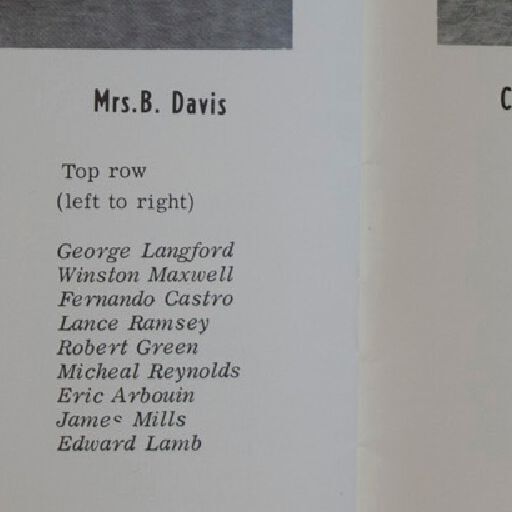 Mrs.B. Davis
Top row
(left to right)
George Langford
Winston Maxwell
Fernando Castro
Lance Ramsey
Robert Green
Micheal Reynolds
Eric Arbouin
James Mills
Edward Lamb